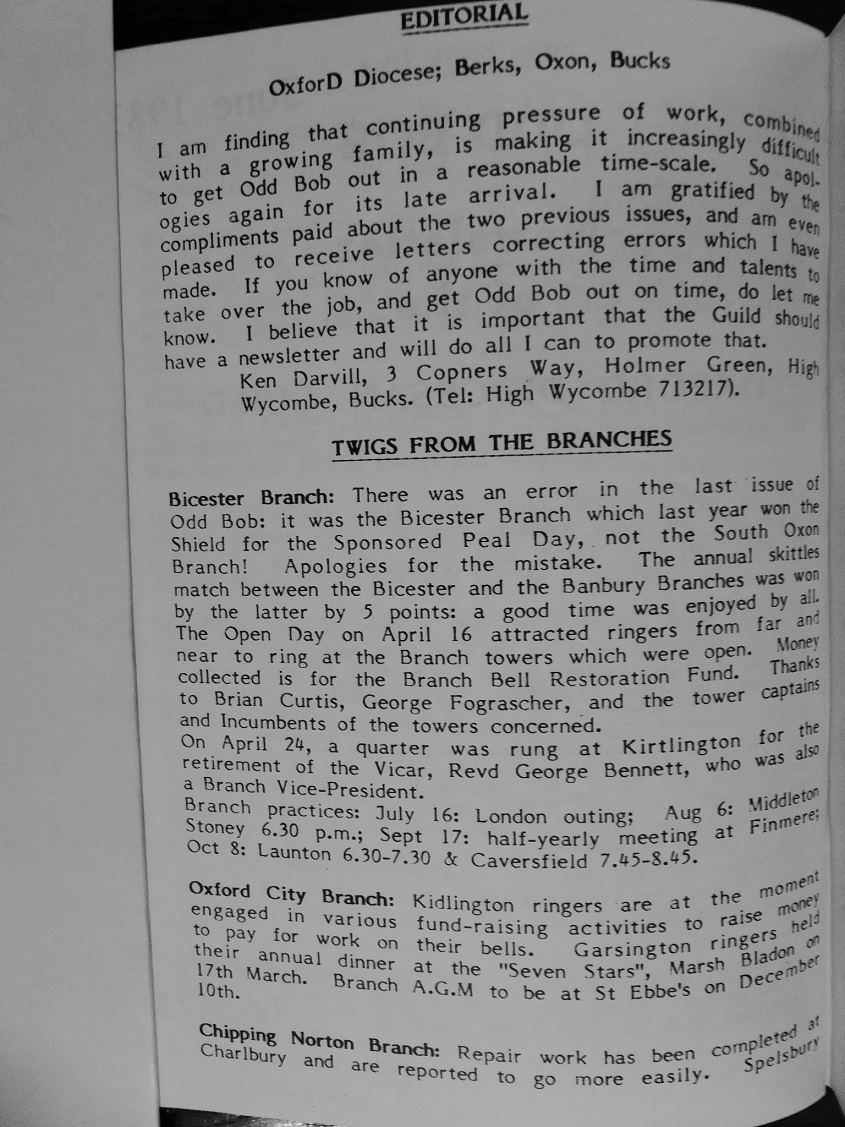 EDITORIAL
OxforD Diocese; Berks, Oxon, Bucks
I am finding that continuing pressure of work, combined
with a growing family, is making it increasingly difficult
to get Odd Bob out in a reasonable time-scale. So apol-
ogies again for its late arrival. I am gratified by the
compliments paid about the two previous issues, and am even
pleased to receive letters correcting errors which I have
made. If you know of anyone with the time and talents to
take over the job, and get Odd Bob out on time, do let me
know. I believe that it is important that the Guild should
have a newsletter and will do all I can to promote that.
Ken Darvill, 3 Copners Way, Holmer Green, High
Wycombe, Bucks. (Tel: High Wycombe 713217).
TWIGS FROM THE BRANCHES
Bicester Branch: There was an error in the last issue of
Odd Bob: it was the Bicester Branch which last year won the
Shield for the Sponsored Peal Day, not the South Oxon
Branch! Apologies for the mistake. The annual skittles
match between the Bicester and the Banbury Branches was won
by the latter by 5 points: a good time was enjoyed by all.
The Open Day on April 16 attracted ringers from far and
near to ring at the Branch towers which were open. Money
collected is for the Branch Bell Restoration Fund. Thanks
to Brian Curtis, George Fograscher, and the tower captains
and Incumbents of the towers concerned.
On April 24, a quarter was rung at Kirtlington for the
retirement of the Vicar, Revd George Bennett, who was also
a Branch Vice-President.
Branch practices: July 16: London outing; Aug 6: Middleton
Stoney 6.30 p.m.; Sept 17: half-yearly meeting at Finmere;
Oct 8: Launton 6.30-7.30 & Caversfield 7.45-8.45.
Oxford City Branch: Kidlington ringers are at the moment
engaged in various fund-raising activities to raise money
to pay for work on their bells. Garsington ringers held
their annual dinner at the "Seven Stars", Marsh Bladon on
17th March. Branch A.G.M to be at St Ebbe's on December
10th.
Chipping Norton Branch: Repair work has been completed at
Charlbury and are reported to go more easily. Spelsbury